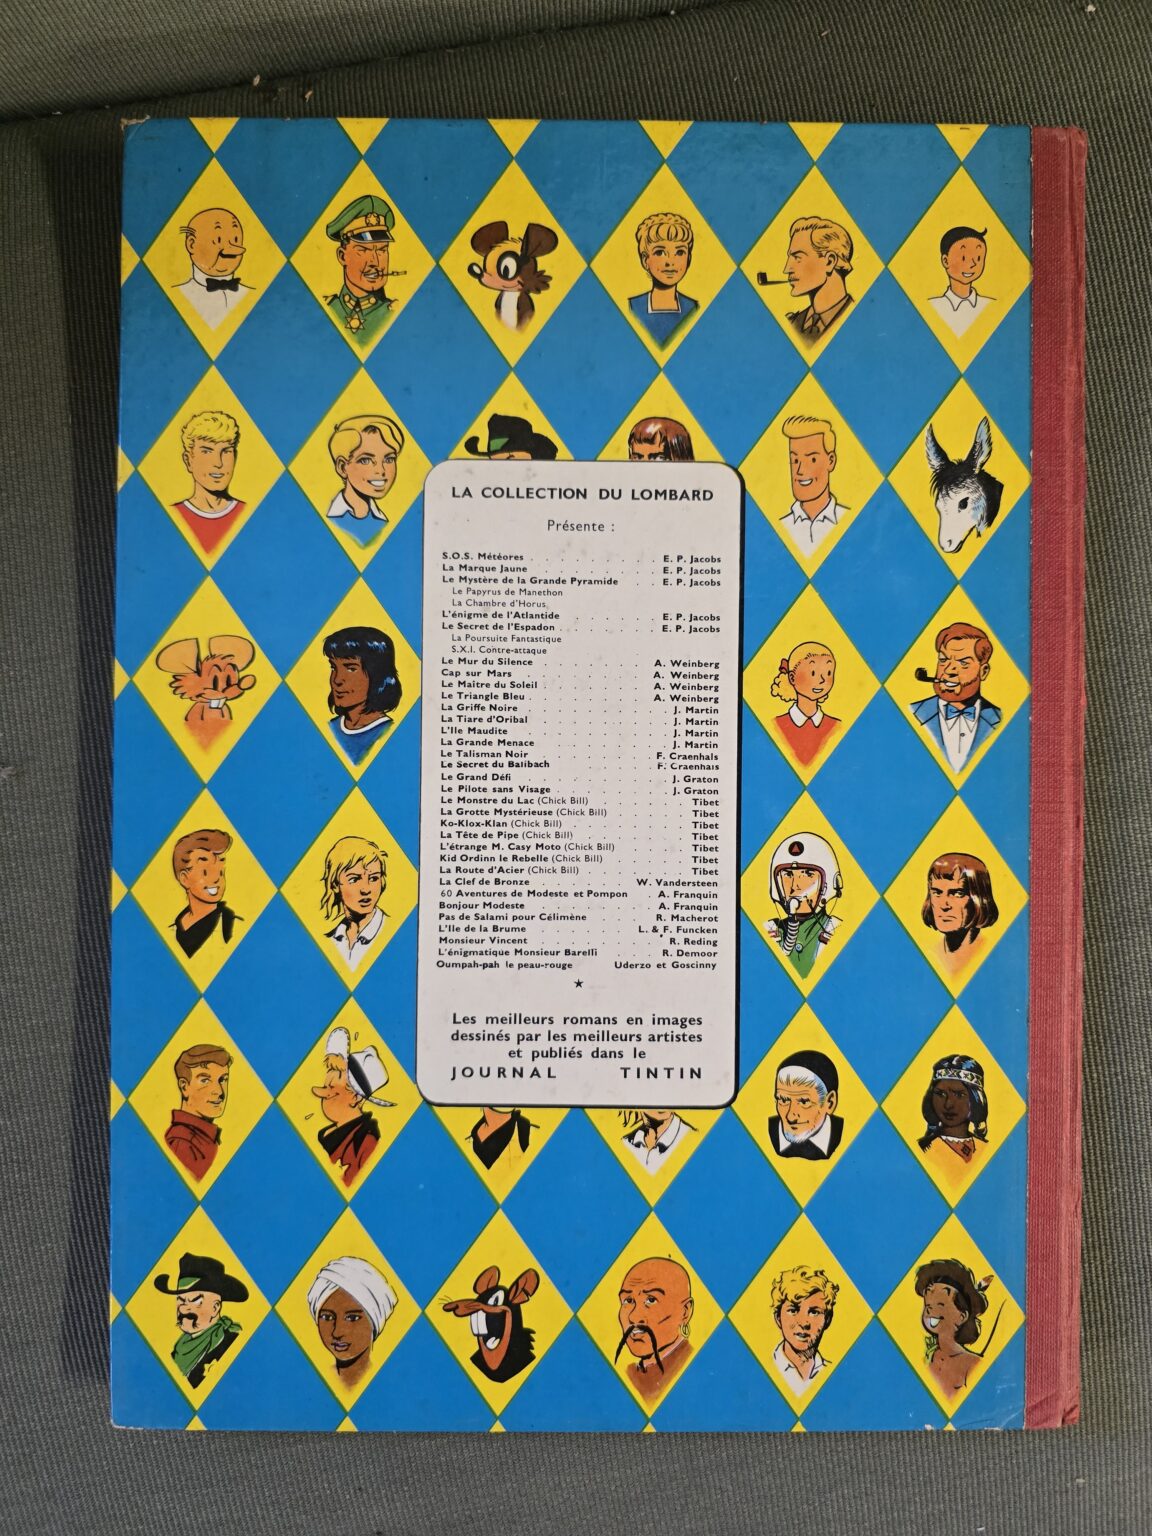 LA COLLECTION DU LOMBARD
Présente :
S.O.S. Météores . . . . . . . . E. P. Jacobs
La Marque Jaune . . . . . . . . E. P. Jacobs
Le Mystère de la Grande Pyramide . . E. P. Jacobs
Le Papyrus de Manethon
La Chambre d'Horus
L'énigme de l'Atlantide . . . . . . E. P. Jacobs
Le Secret de l'Espadon . . . . . . E. P. Jacobs
La Poursuite Fantastique
S.X.I. Contre-attaque
Le Mur du Silence . . . . . . A. Weinberg
Cap sur Mars . . . . . . . A. Weinberg
Le Maître du Soleil . . . . . . A. Weinberg
Le Triangle Bleu . . . . . . . A. Weinberg
La Griffe Noire . . . . . . . . J. Martin
La Tiare d'Oribal . . . . . . . J. Martin
L'Ile Maudite . . . . . . . . J. Martin
La Grande Menace . . . . . . . J. Martin
Le Talisman Noir . . . . . . . F. Craenhals
Le Secret du Balibach . . . . . . F. Craenhals
Le Grand Défi . . . . . . . . J. Graton
Le Pilote sans Visage . . . . . . . J. Graton
Le Monstre du Lac (Chick Bill) . . . . . Tibet
La Grotte Mystérieuse (Chick Bill) . . . . Tibet
Ko-Klox-Klan (Chick Bill) . . . . . . Tibet
La Tête de Pipe (Chick Bill) . . . . . . Tibet
L'étrange M. Casy Moto (Chick Bill) . . . . Tibet
Kid Ordinn le Rebelle (Chick Bill) . . . . Tibet
La Route d'Acier (Chick Bill) . . . . . Tibet
La Clef de Bronze . . . . . . W. Vandersteen
60 Aventures de Modeste et Pompon . A. Franquin
Bonjour Modeste . . . . . . . A. Franquin
Pas de Salami pour Célimène . . . . R. Macherot
L'Ile de la Brume . . . . . . L. & F. Funcken
Monsieur Vincent . . . . . . . R. Reding
L'énigmatique Monsieur Barelli . . . R. Demoor
Oumpah-pah le peau-rouge Uderzo et Goscinny
★
Les meilleurs romans en images
dessinés par les meilleurs artistes
et publiés dans le
JOURNAL TINTIN